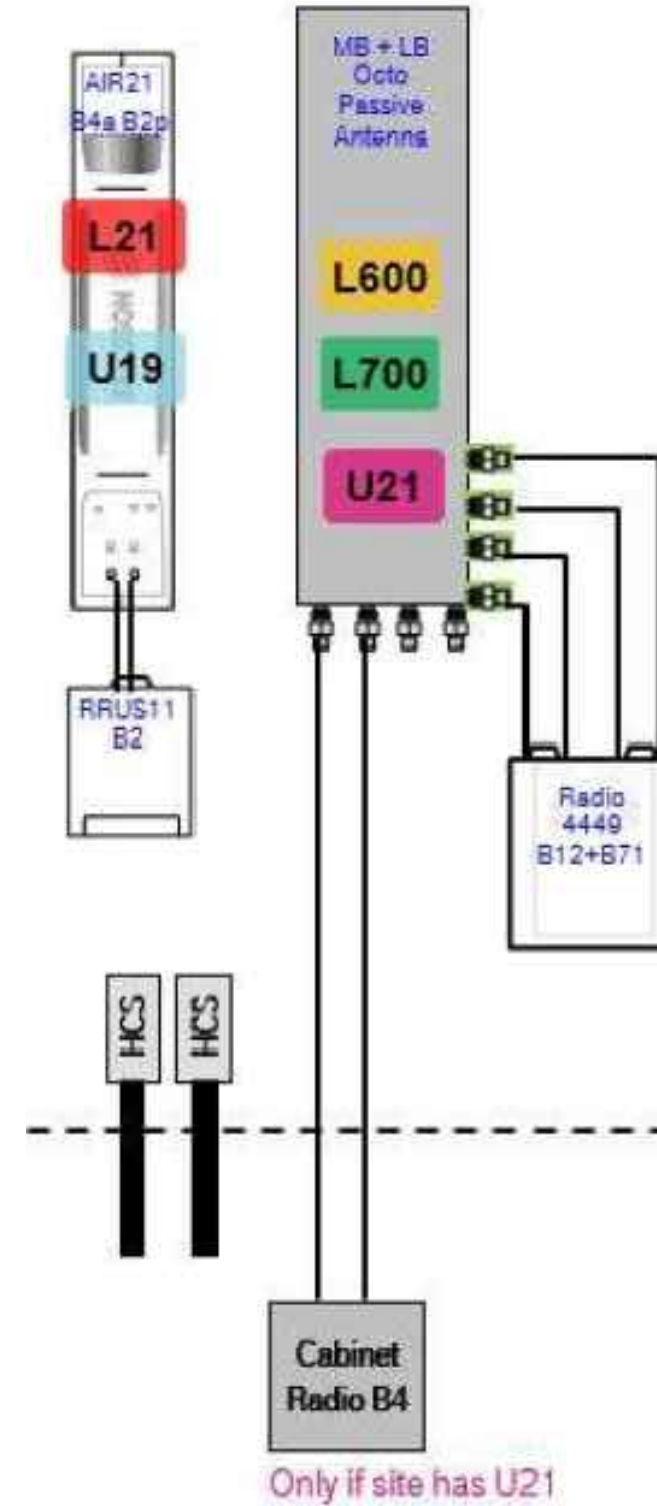 AIR21
B4a B2p
L21
U19
RRUS11
B2
MB + LB
Octo
Passive
Antenna
L600
L700
U21
Radio
4449
B12+B71
HCS
HCS
Cabinet
Radio B4
Only if site has U21